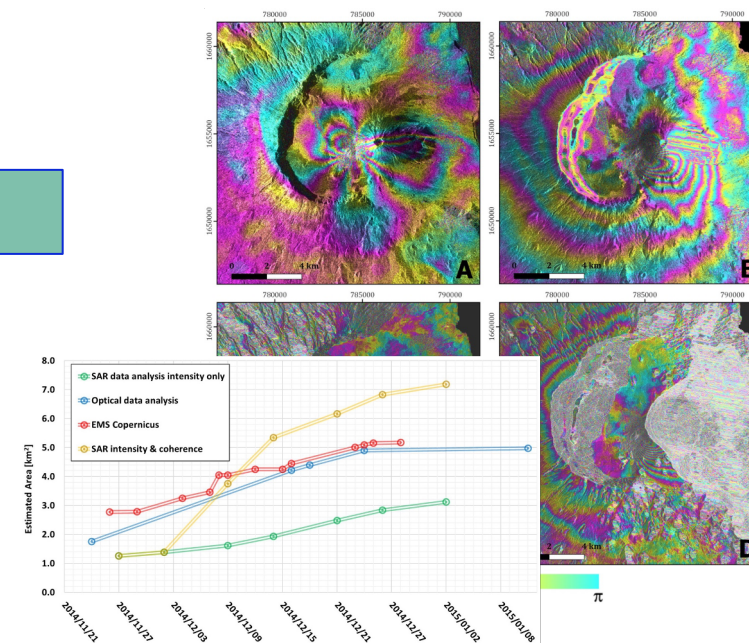 780000 785000 790000
780000 785000 790000
1660000
1655000
1650000
1660000
1655000
1650000
0 2 4 km
A
0 2 4 km
780000 785000 790000
780000 785000 790000
1660000
1660000
8.0
7.0
6.0
5.0
4.0
3.0
2.0
1.0
0.0
Estimated Area [km²]
SAR data analysis intensity only
Optical data analysis
EMS Copernicus
SAR intensity & coherence
2014/11/21
2014/11/27
2014/12/03
2014/12/09
2014/12/15
2014/12/21
2014/12/27
2015/01/02
2015/01/08
2 4 km
π